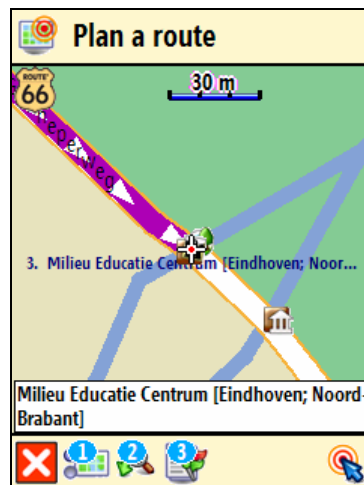 Plan a route
ROUTE
66
30 m
3. Milieu Educatie Centrum [Eindhoven; Noor...
Milieu Educatie Centrum [Eindhoven; Noord-
Brabant]
1 2 3